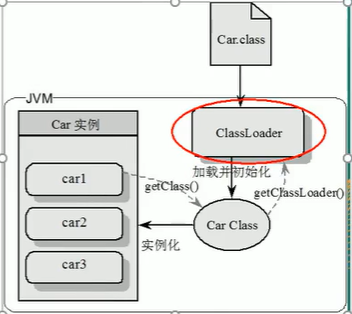 Car.class
JVM
Car 实例
ClassLoader
加载并初始化
car1
getClass()
getClassLoader()
car2
Car Class
实例化
car3